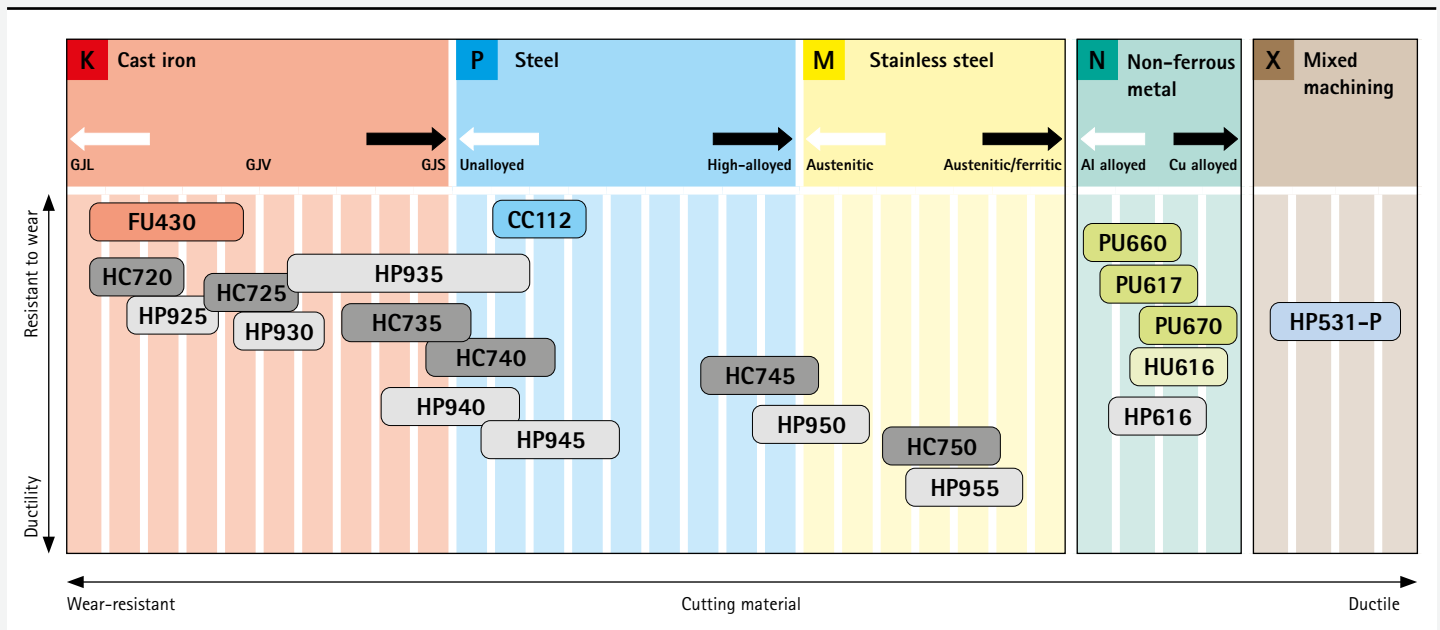 K Cast iron
P Steel
M Stainless steel
N Non-ferrous
metal
X Mixed
machining
GJL GJV GJS
Unalloyed High-alloyed
Austenitic Austenitic/ferritic
Al alloyed Cu alloyed
Resistant to wear
Ductility
FU430
CC112
HC720
HP935
HC725
HP925
HP930
HC735
HC740
HP940
HP945
HC745
HP950
HC750
HP955
PU660
PU617
PU670
HU616
HP616
HP531-P
Wear-resistant Cutting material Ductile